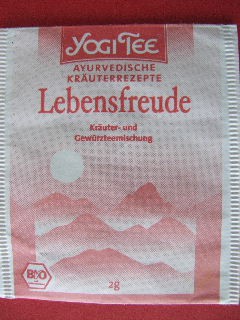 YOGI TEE
AYURVEDISCHE
KRÄUTERREZEPTE
Lebensfreude
Kräuter- und
Gewürzteemischung
BIO
2g